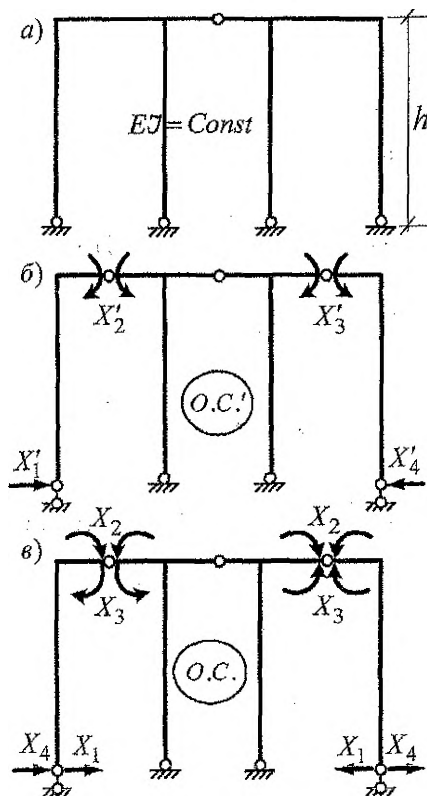 а)
EJ = Const
h
б)
X′₂
X′₃
О.С.′
X′₁
X′₄
X₂
X₂
в)
X₃
X₃
О.С.
X₄
X₁
X₁
X₄